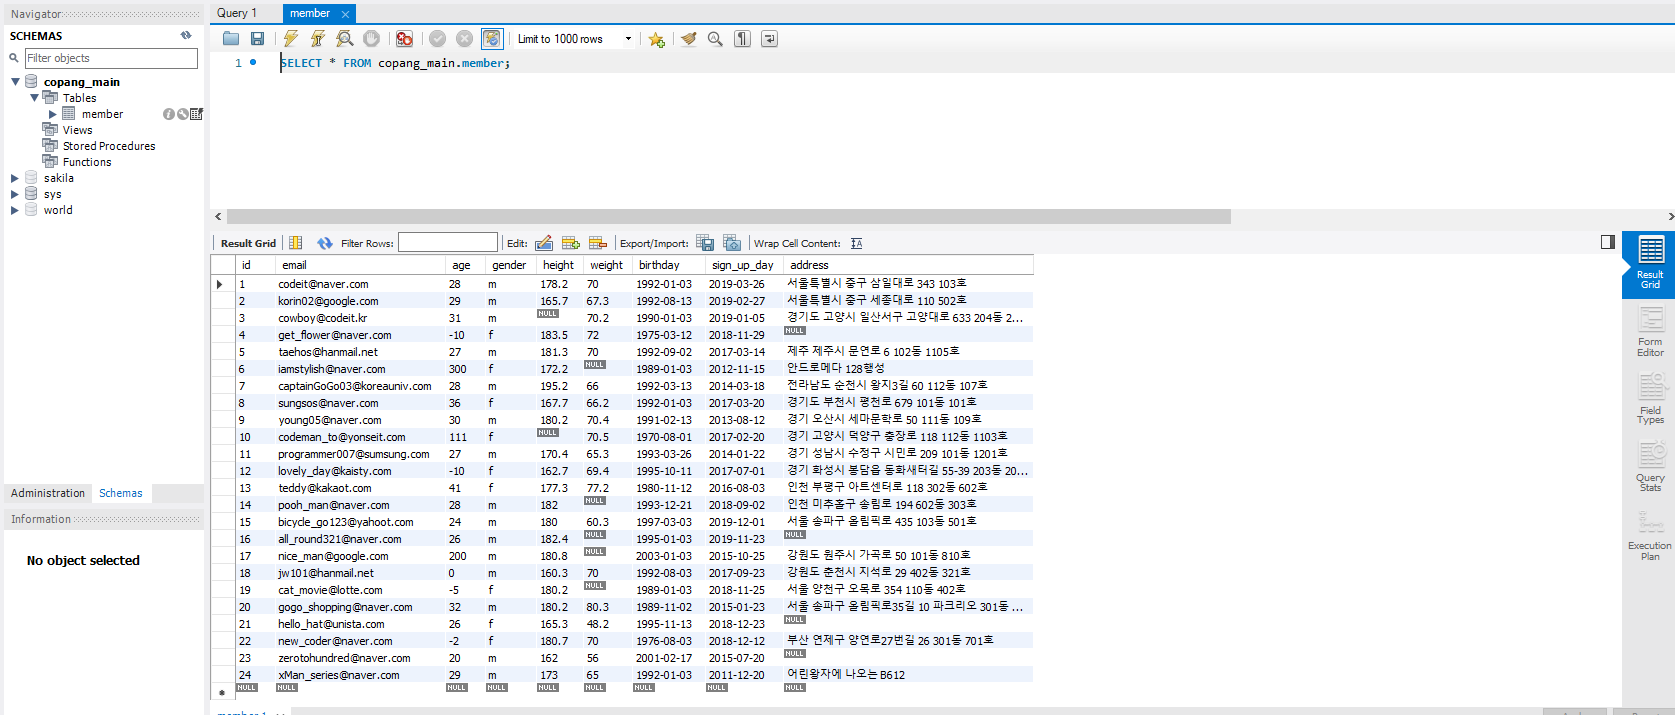 Navigator
SCHEMAS
Filter objects
copang_main
Tables
member
Views
Stored Procedures
Functions
sakila
sys
world
Administration Schemas
Information
No object selected
Query 1 member
Limit to 1000 rows
1 SELECT * FROM copang_main.member;
Result Grid Filter Rows: Edit: Export/Import: Wrap Cell Content:
id email age gender height weight birthday sign_up_day address
1 codeit@naver.com 28 m 178.2 70 1992-01-03 2019-03-26 서울특별시 중구 삼일대로 343 103호
2 korin02@google.com 29 m 165.7 67.3 1992-08-13 2019-02-27 서울특별시 중구 세종대로 110 502호
3 cowboy@codeit.kr 31 m NULL 70.2 1990-01-03 2019-01-05 경기도 고양시 일산서구 고양대로 633 204동 2...
4 get_flower@naver.com -10 f 183.5 72 1975-03-12 2018-11-29 NULL
5 taehos@hanmail.net 27 m 181.3 70 1992-09-02 2017-03-14 제주 제주시 문연로 6 102동 1105호
6 iamstylish@naver.com 300 f 172.2 NULL 1989-01-03 2012-11-15 안드로메다 128행성
7 captainGoGo03@koreauniv.com 28 m 195.2 66 1992-03-13 2014-03-18 전라남도 순천시 왕지3길 60 112동 107호
8 sungsos@naver.com 36 f 167.7 66.2 1992-01-03 2017-03-20 경기도 부천시 평천로 679 101동 101호
9 young05@naver.com 30 m 180.2 70.4 1991-02-13 2013-08-12 경기 오산시 세마문학로 50 111동 109호
10 codeman_to@yonseit.com 111 f NULL 70.5 1970-08-01 2017-02-20 경기 고양시 덕양구 충장로 118 112동 1103호
11 programmer007@sumsung.com 27 m 170.4 65.3 1993-03-26 2014-01-22 경기 성남시 수정구 시민로 209 101동 1201호
12 lovely_day@kaisty.com -10 f 162.7 69.4 1995-10-11 2017-07-01 경기 화성시 봉담읍 동화새터길 55-39 203동 20...
13 teddy@kakaot.com 41 f 177.3 77.2 1980-11-12 2016-08-03 인천 부평구 아트센터로 118 302동 602호
14 pooh_man@naver.com 28 m 182 NULL 1993-12-21 2018-09-02 인천 미추홀구 송림로 194 602동 303호
15 bicycle_go123@yahoot.com 24 m 180 60.3 1997-03-03 2019-12-01 서울 송파구 올림픽로 435 103동 501호
16 all_round321@naver.com 26 m 182.4 NULL 1995-01-03 2019-11-23 NULL
17 nice_man@google.com 200 m 180.8 NULL 2003-01-03 2015-10-25 강원도 원주시 가곡로 50 101동 810호
18 jw101@hanmail.net 0 m 160.3 70 1992-08-03 2017-09-23 강원도 춘천시 지석로 29 402동 321호
19 cat_movie@lotte.com -5 f 180.2 NULL 1989-01-03 2018-11-25 서울 양천구 오목로 354 110동 402호
20 gogo_shopping@naver.com 32 m 180.2 80.3 1989-11-02 2015-01-23 서울 송파구 올림픽로35길 10 파크리오 301동 ...
21 hello_hat@unista.com 26 f 165.3 48.2 1995-11-13 2018-12-23 NULL
22 new_coder@naver.com -2 f 180.7 70 1976-08-03 2018-12-12 부산 연제구 양연로27번길 26 301동 701호
23 zerotohundred@naver.com 20 m 162 56 2001-02-17 2015-07-20 NULL
24 xMan_series@naver.com 29 m 173 65 1992-01-03 2011-12-20 어린왕자에 나오는 B612
NULL NULL NULL NULL NULL NULL NULL NULL NULL
Result
Grid
Form
Editor
Field
Types
Query
Stats
Execution
Plan